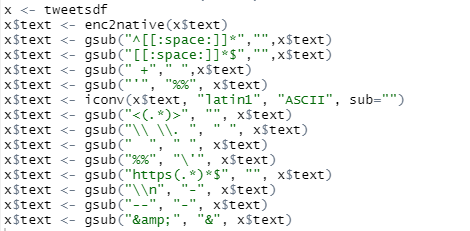 x <- tweetsdf
x$text <- enc2native(x$text)
x$text <- gsub("^[[:space:]]*","",x$text)
x$text <- gsub("[[:space:]]*$","",x$text)
x$text <- gsub(" +"," ",x$text)
x$text <- gsub("'", "%%", x$text)
x$text <- iconv(x$text, "latin1", "ASCII", sub="")
x$text <- gsub("<(.*)>", "", x$text)
x$text <- gsub("\\ \\. ", " ", x$text)
x$text <- gsub("  ", " ", x$text)
x$text <- gsub("%%", "\'", x$text)
x$text <- gsub("https(.*)*$", "", x$text)
x$text <- gsub("\\n", "-", x$text)
x$text <- gsub("--", "-", x$text)
x$text <- gsub("&amp;", "&", x$text)